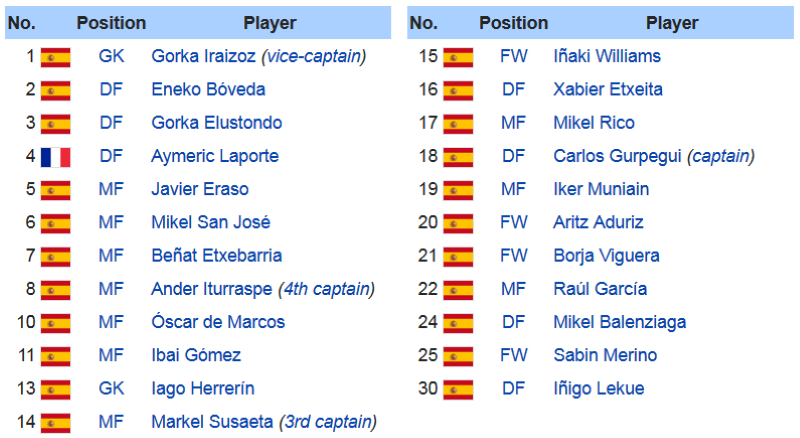 No. Position Player
1 GK Gorka Iraizoz (vice-captain)
2 DF Eneko Bóveda
3 DF Gorka Elustondo
4 DF Aymeric Laporte
5 MF Javier Eraso
6 MF Mikel San José
7 MF Beñat Etxebarria
8 MF Ander Iturraspe (4th captain)
10 MF Óscar de Marcos
11 MF Ibai Gómez
13 GK Iago Herrerín
14 MF Markel Susaeta (3rd captain)
No. Position Player
15 FW Iñaki Williams
16 DF Xabier Etxeita
17 MF Mikel Rico
18 DF Carlos Gurpegui (captain)
19 MF Iker Muniain
20 FW Aritz Aduriz
21 FW Borja Viguera
22 MF Raúl García
24 DF Mikel Balenziaga
25 FW Sabin Merino
30 DF Iñigo Lekue